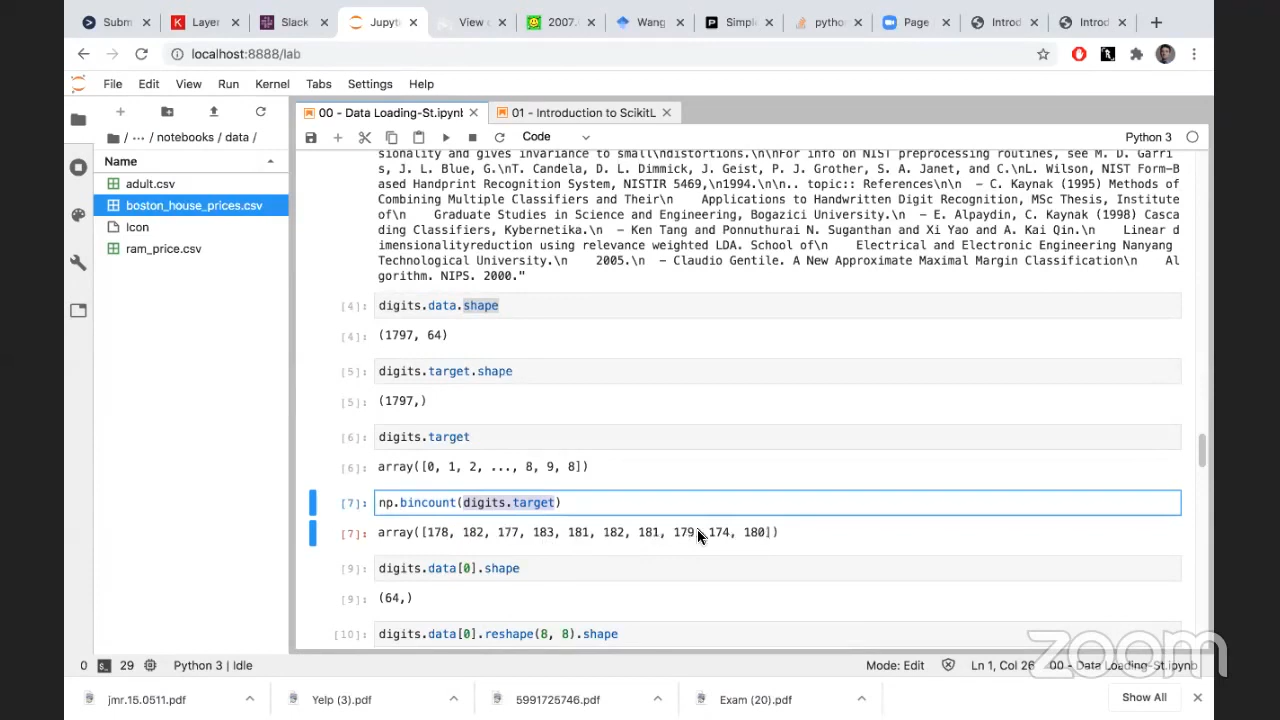 Subm
Layer
Slack
Jupyt
View o
2007.
Wang
Simpl
python
Page
Introd
Introd
localhost:8888/lab
File Edit View Run Kernel Tabs Settings Help
00 - Data Loading-St.ipynl
01 - Introduction to ScikitL
/ ··· / notebooks / data /
Code
Python 3
Name
adult.csv
boston_house_prices.csv
Icon
ram_price.csv
sionality and gives invariance to small\ndistortions.\n\nFor info on NIST preprocessing routines, see M. D. Garri
s, J. L. Blue, G.\nT. Candela, D. L. Dimmick, J. Geist, P. J. Grother, S. A. Janet, and C.\nL. Wilson, NIST Form-B
ased Handprint Recognition System, NISTIR 5469,\n1994.\n\n.. topic:: References\n\n - C. Kaynak (1995) Methods of
Combining Multiple Classifiers and Their\n Applications to Handwritten Digit Recognition, MSc Thesis, Institute
of\n Graduate Studies in Science and Engineering, Bogazici University.\n - E. Alpaydin, C. Kaynak (1998) Casca
ding Classifiers, Kybernetika.\n - Ken Tang and Ponnuthurai N. Suganthan and Xi Yao and A. Kai Qin.\n Linear d
imensionalityreduction using relevance weighted LDA. School of\n Electrical and Electronic Engineering Nanyang
Technological University.\n 2005.\n - Claudio Gentile. A New Approximate Maximal Margin Classification\n Al
gorithm. NIPS. 2000."
[4]: digits.data.shape
[4]: (1797, 64)
[5]: digits.target.shape
[5]: (1797,)
[6]: digits.target
[6]: array([0, 1, 2, ..., 8, 9, 8])
[7]: np.bincount(digits.target)
[7]: array([178, 182, 177, 183, 181, 182, 181, 179, 174, 180])
[9]: digits.data[0].shape
[9]: (64,)
[10]: digits.data[0].reshape(8, 8).shape
zoom
0 29 Python 3 | Idle
Mode: Edit Ln 1, Col 26 00 - Data Loading-St.ipynb
jmr.15.0511.pdf
Yelp (3).pdf
5991725746.pdf
Exam (20).pdf
Show All